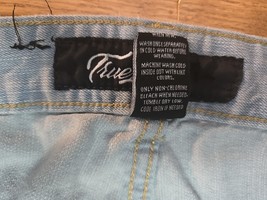 True
WHEN ONLY SEPARATELY
IN COLD WATER BEFORE
WEARING.
MACHINE WASH COLD
INSIDE OUT WITH LIKE
COLORS.
ONLY NON-CHLORINE
BLEACH WHEN NEEDED.
TUMBLE DRY LOW.
COOL IRON IF NEEDED